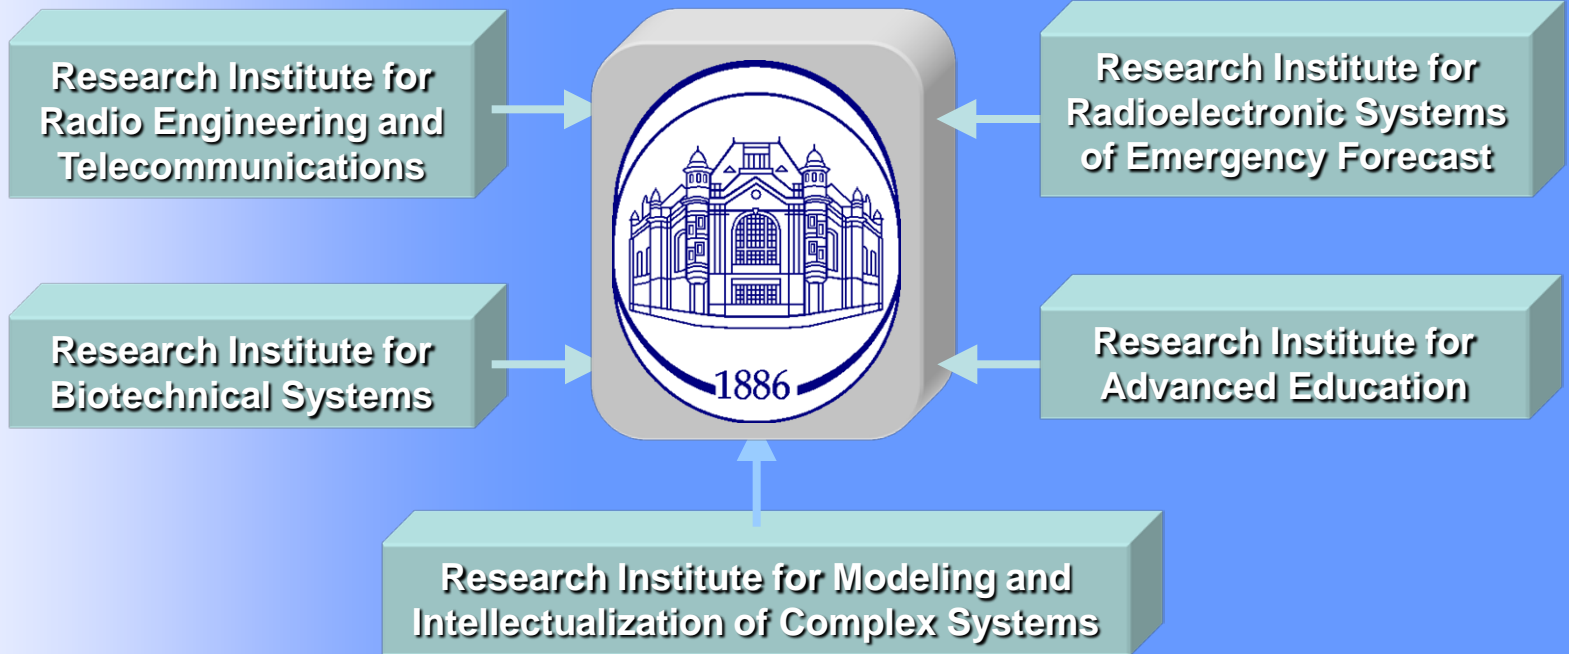 Research Institute for
Radio Engineering and
Telecommunications
Research Institute for
Radioelectronic Systems
of Emergency Forecast
1886
Research Institute for
Biotechnical Systems
Research Institute for
Advanced Education
Research Institute for Modeling and
Intellectualization of Complex Systems